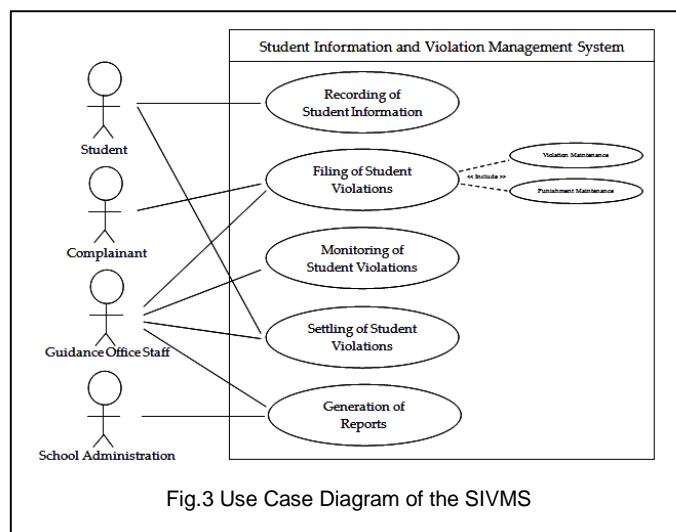 Student Information and Violation Management System
Recording of
Student Information
Student
Filing of Student
Violations
Violation Maintenance
« Include »
Punishment Maintenance
Complainant
Monitoring of
Student Violations
Guidance Office Staff
Settling of Student
Violations
School Administration
Generation of
Reports
Fig.3 Use Case Diagram of the SIVMS